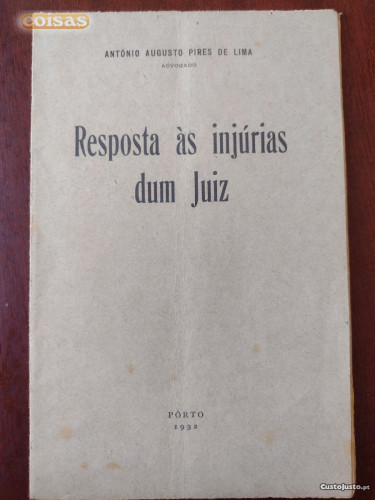 coisas
ANTÓNIO AUGUSTO PIRES DE LIMA
ADVOGADO
Resposta às injúrias
dum Juiz
PÔRTO
1932
CustoJusto.pt